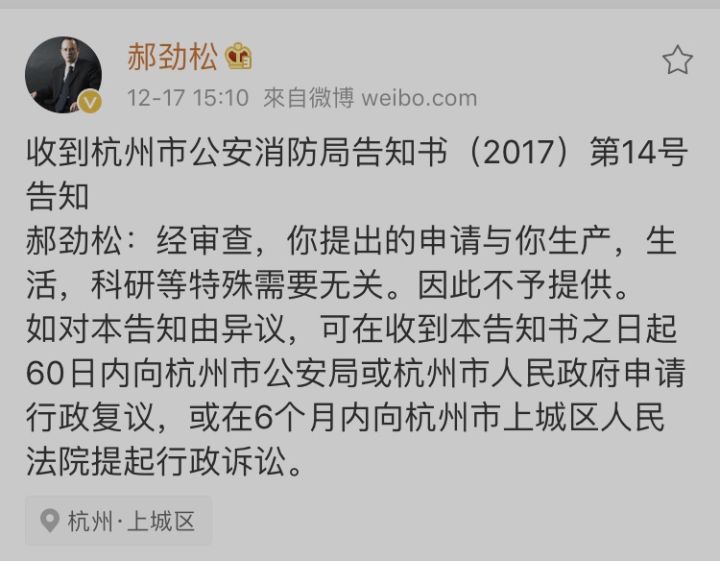 郝劲松
12-17 15:10 來自微博 weibo.com
收到杭州市公安消防局告知书（2017）第14号
告知
郝劲松：经审查，你提出的申请与你生产，生
活，科研等特殊需要无关。因此不予提供。
如对本告知由异议，可在收到本告知书之日起
60日内向杭州市公安局或杭州市人民政府申请
行政复议，或在6个月内向杭州市上城区人民
法院提起行政诉讼。
杭州·上城区